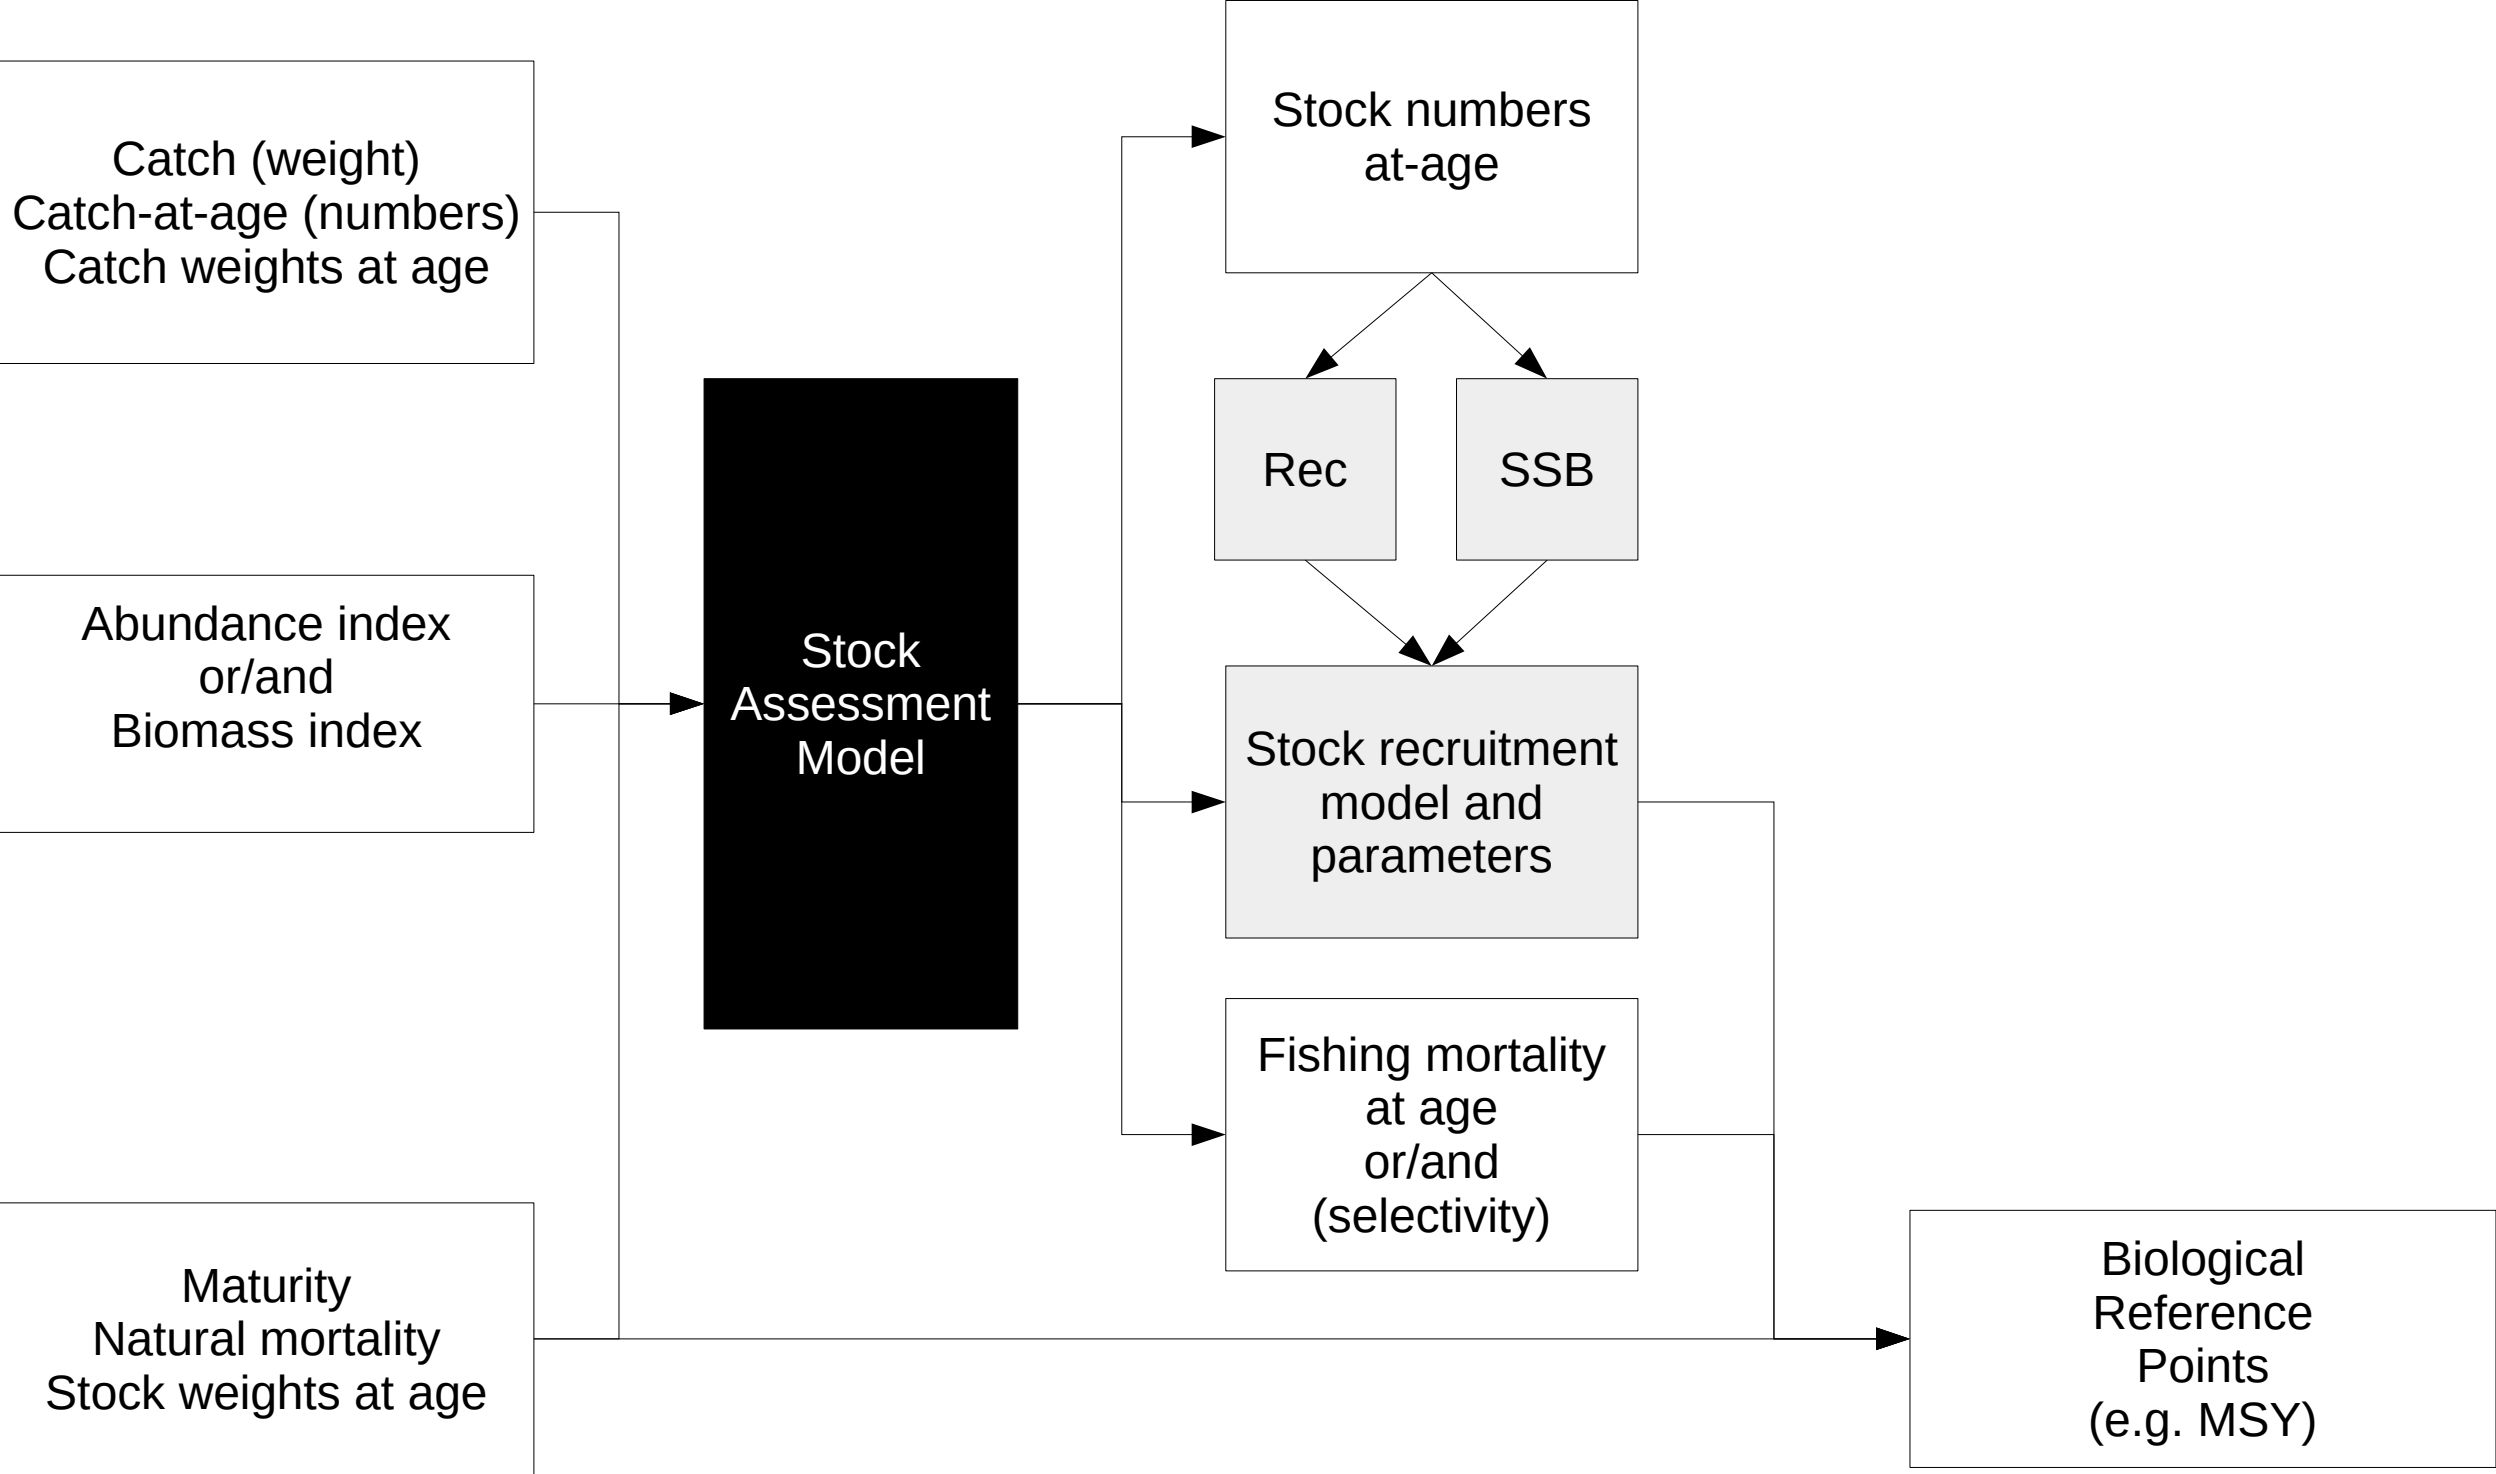 Catch (weight)
Catch-at-age (numbers)
Catch weights at age
Abundance index
or/and
Biomass index
Maturity
Natural mortality
Stock weights at age
Stock
Assessment
Model
Stock numbers
at-age
Rec
SSB
Stock recruitment
model and
parameters
Fishing mortality
at age
or/and
(selectivity)
Biological
Reference
Points
(e.g. MSY)